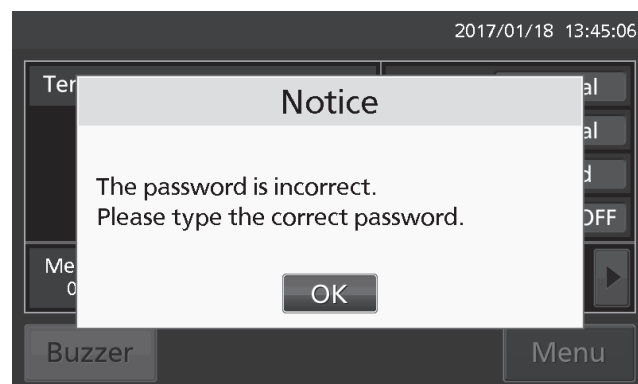 2017/01/18 13:45:06
Notice
The password is incorrect.
Please type the correct password.
OK
Buzzer
Menu